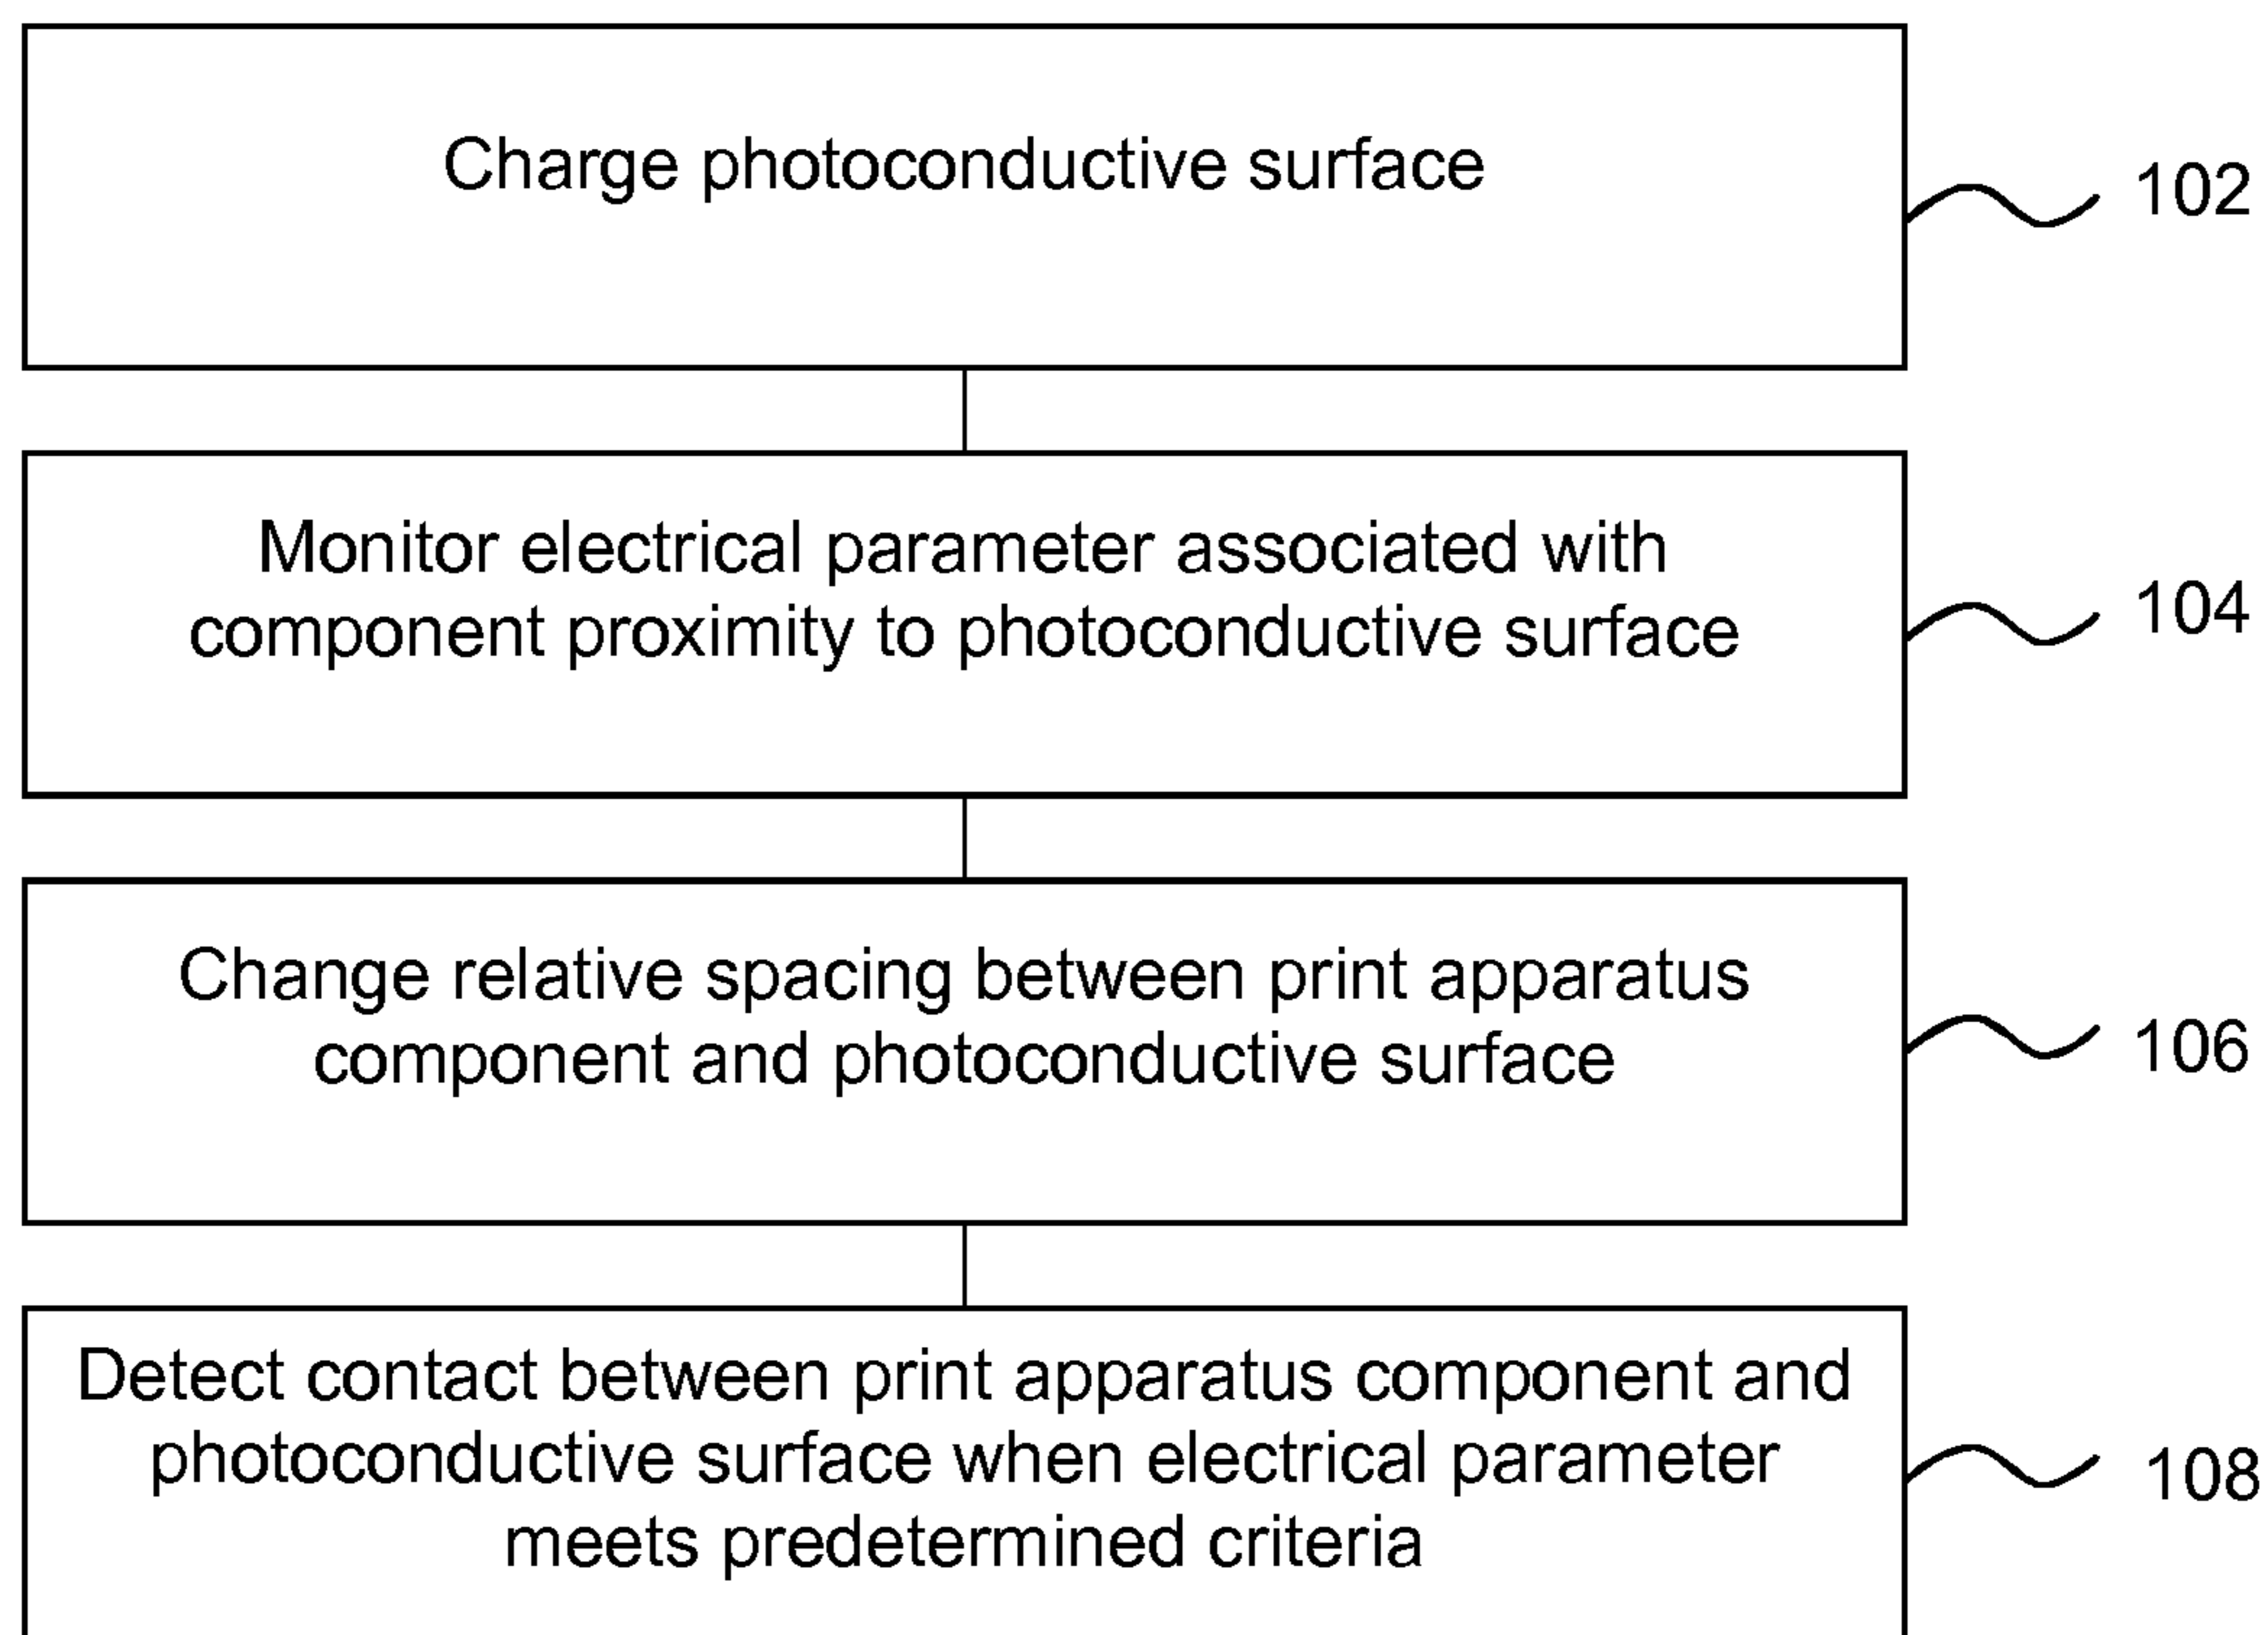 Charge photoconductive surface
102
Monitor electrical parameter associated with
component proximity to photoconductive surface
104
Change relative spacing between print apparatus
component and photoconductive surface
106
Detect contact between print apparatus component and
photoconductive surface when electrical parameter
meets predetermined criteria
108